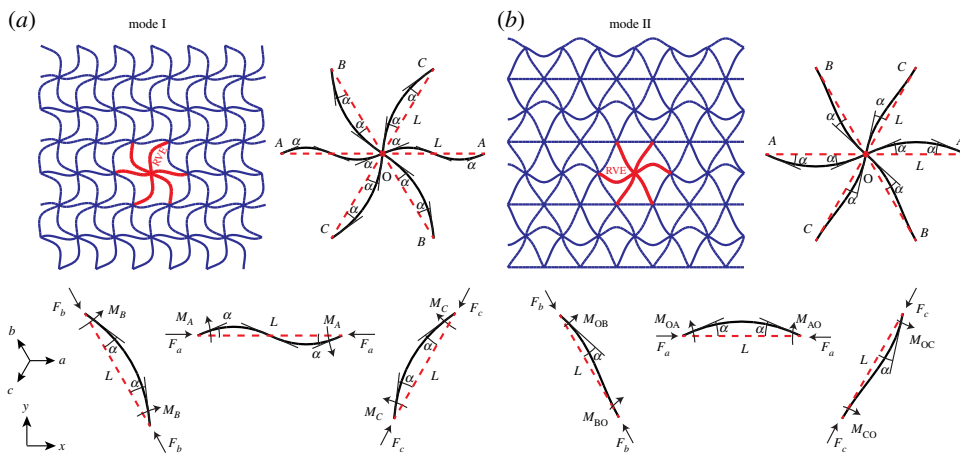 (a) mode I (b) mode II
B C B C
α α α α
α L α L
A α L A A α α α α A
α α O
O
α α α
C B C B
RVE RVE
F_b M_B M_A L M_A M_C F_c F_b M_OB M_OA M_AO F_c
α α α α
F_a F_a F_a L F_a M_OC
b a c
L α α L L α L
M_B M_C M_BO M_CO
y x F_b F_c F_b F_c